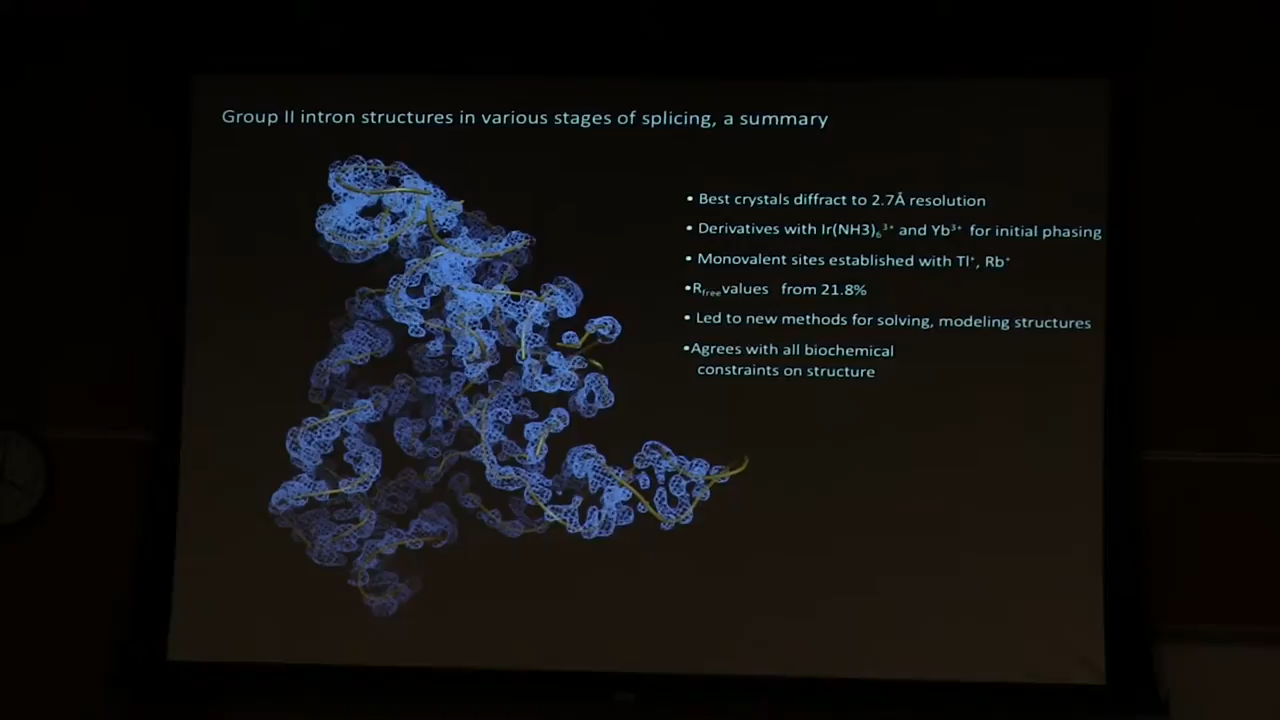 Group II intron structures in various stages of splicing, a summary
• Best crystals diffract to 2.7Å resolution
• Derivatives with Ir(NH3)₆³⁺ and Yb³⁺ for initial phasing
• Monovalent sites established with Tl⁺, Rb⁺
•Rfree values from 21.8%
• Led to new methods for solving, modeling structures
•Agrees with all biochemical
constraints on structure